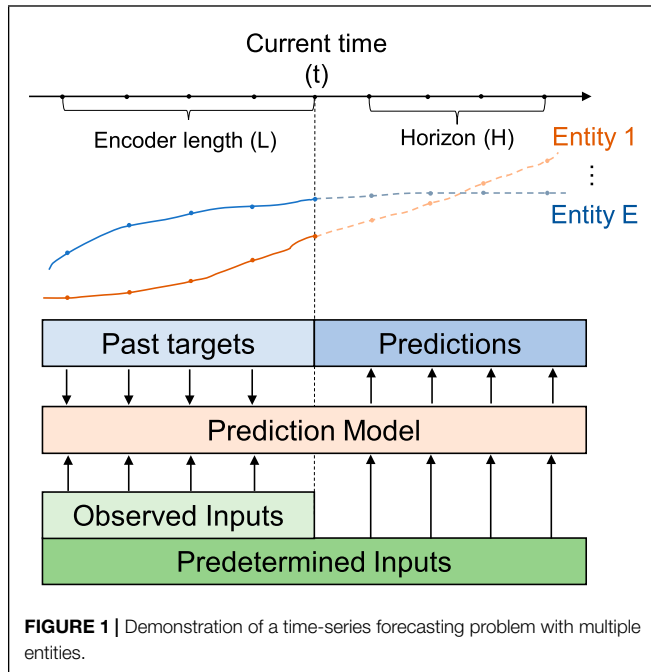 Current time
(t)
Encoder length (L)
Horizon (H)
Entity 1
⋮
Entity E
Past targets
Predictions
Prediction Model
Observed Inputs
Predetermined Inputs
FIGURE 1 | Demonstration of a time-series forecasting problem with multiple
entities.